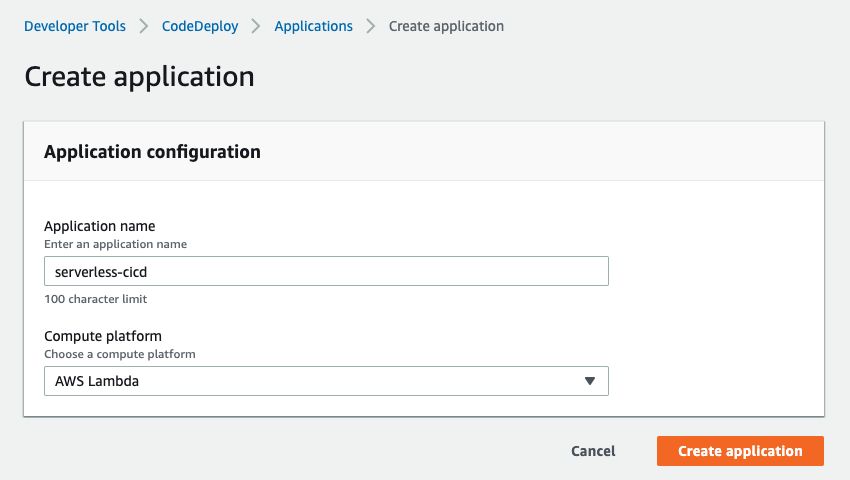 Developer Tools > CodeDeploy > Applications > Create application
Create application
Application configuration
Application name
Enter an application name
serverless-cicd
100 character limit
Compute platform
Choose a compute platform
AWS Lambda
Cancel Create application